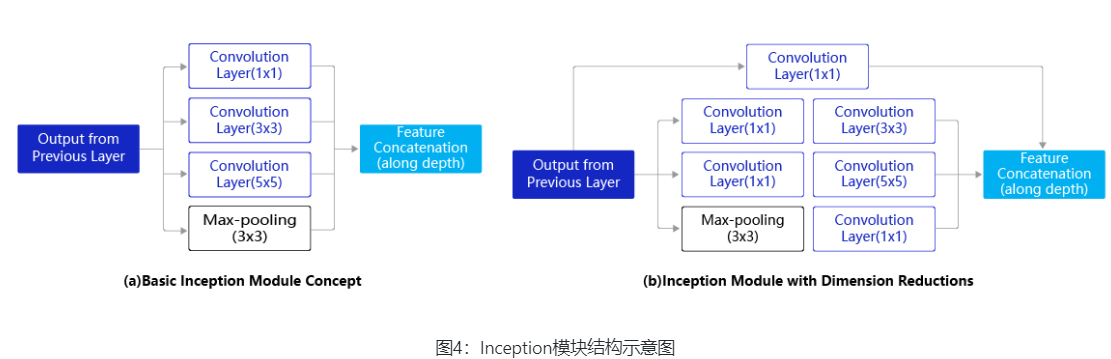 Output from
Previous Layer
Convolution
Layer(1x1)
Convolution
Layer(3x3)
Convolution
Layer(5x5)
Max-pooling
(3x3)
Feature
Concatenation
(along depth)
(a)Basic Inception Module Concept
Output from
Previous Layer
Convolution
Layer(1x1)
Convolution
Layer(1x1)
Convolution
Layer(3x3)
Convolution
Layer(1x1)
Convolution
Layer(5x5)
Max-pooling
(3x3)
Convolution
Layer(1x1)
Feature
Concatenation
(along depth)
(b)Inception Module with Dimension Reductions
图4：Inception模块结构示意图